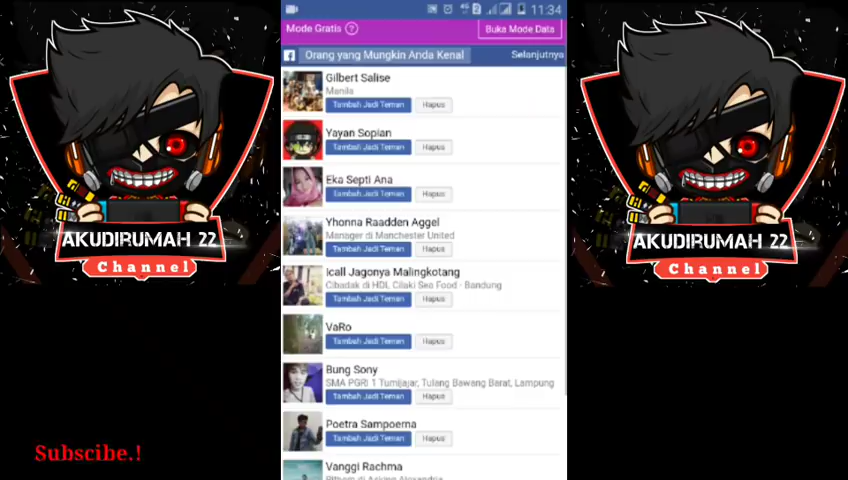 11:34
Mode Gratis ?
Buka Mode Data
Orang yang Mungkin Anda Kenal
Selanjutnya
Gilbert Salise
Manila
Tambah Jadi Teman Hapus
Yayan Sopian
Tambah Jadi Teman Hapus
Eka Septi Ana
Tambah Jadi Teman Hapus
Yhonna Raadden Aggel
Manager di Manchester United
Tambah Jadi Teman Hapus
Icall Jagonya Malingkotang
Cibadak di HDL Cilaki Sea Food - Bandung
Tambah Jadi Teman Hapus
VaRo
Tambah Jadi Teman Hapus
Bung Sony
SMA PGRI 1 Tumijajar, Tulang Bawang Barat, Lampung
Tambah Jadi Teman Hapus
Poetra Sampoerna
Tambah Jadi Teman Hapus
Vanggi Rachma
AKUDIRUMAH 22
Channel
AKUDIRUMAH 22
Channel
Subscibe.!